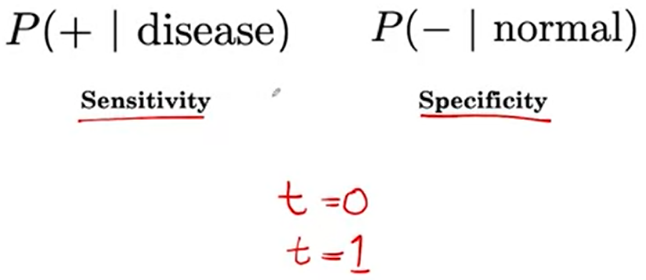 P(+ | disease) P(− | normal)
Sensitivity Specificity
t = 0
t = 1